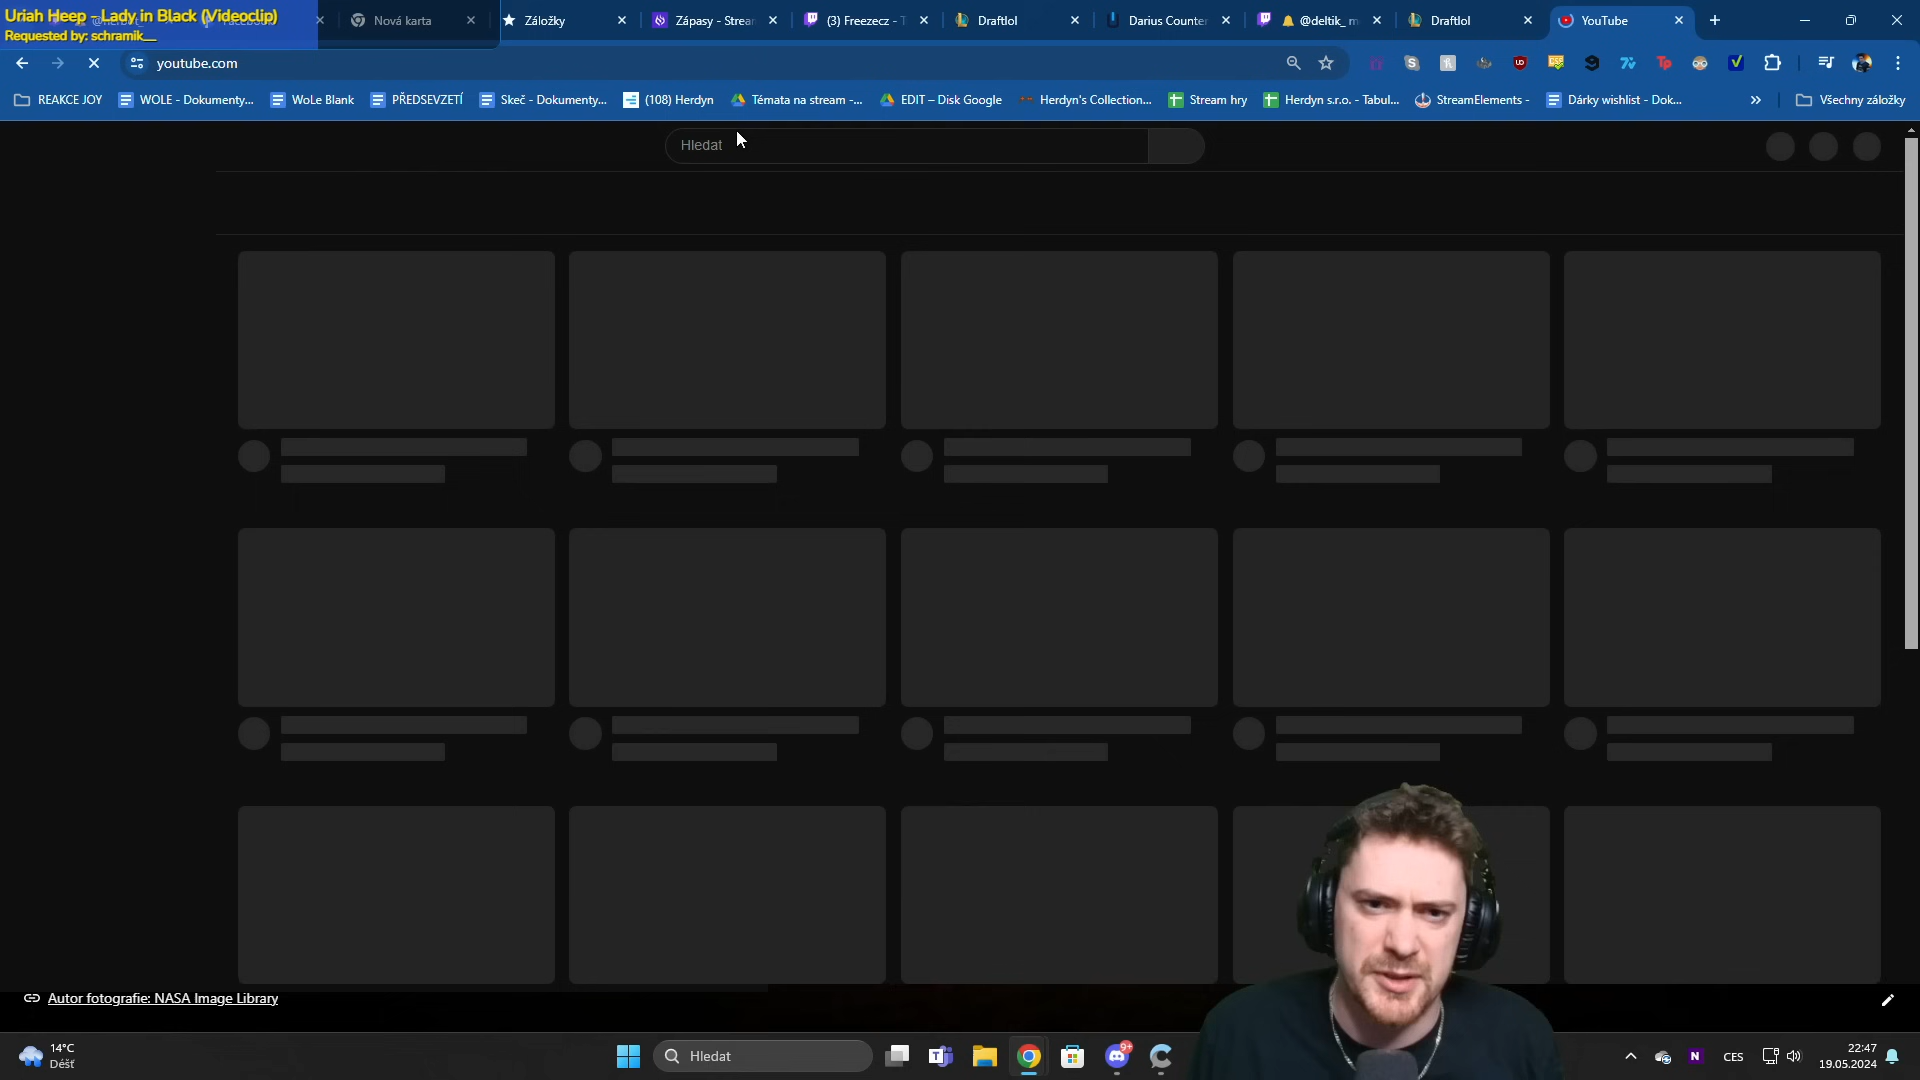 Uriah Heep - Lady in Black (Videoclip)
Requested by: schramik__
Nová karta
Záložky
Zápasy - Strea
(3) Freezecz - T
Draftlol
Darius Counter
@deltik_ m
Draftlol
YouTube
youtube.com
REAKCE JOY
WOLE - Dokumenty...
WoLe Blank
PŘEDSEVZETÍ
Skeč - Dokumenty...
(108) Herdyn
Témata na stream -...
EDIT – Disk Google
Herdyn's Collection...
Stream hry
Herdyn s.r.o. - Tabul...
StreamElements -
Dárky wishlist - Dok...
Všechny záložky
Hledat
Autor fotografie: NASA Image Library
14°C
Déšť
Hledat
9+
CES
22:47
19.05.2024